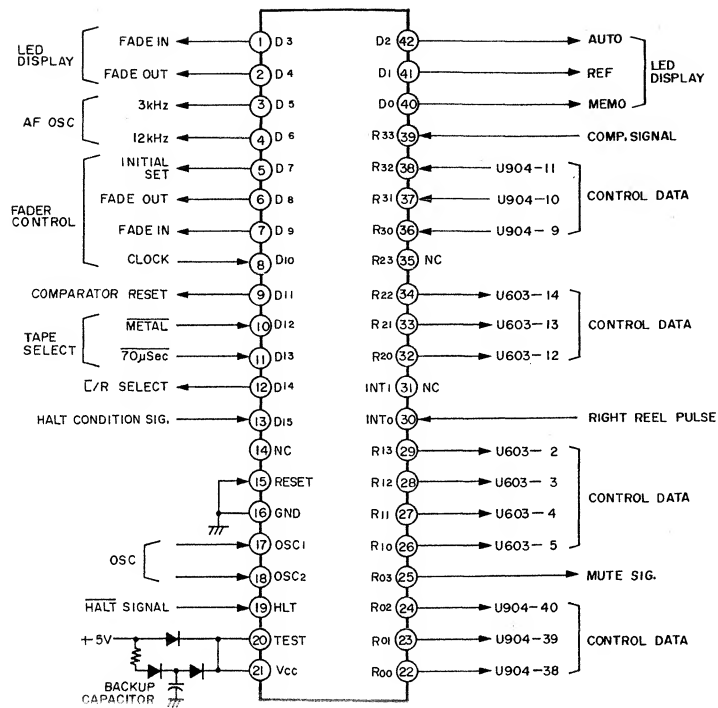 LED DISPLAY
FADE IN 1 D3
FADE OUT 2 D4
AF OSC
3kHz 3 D5
12kHz 4 D6
FADER CONTROL
INITIAL SET 5 D7
FADE OUT 6 D8
FADE IN 7 D9
CLOCK 8 D10
COMPARATOR RESET 9 D11
TAPE SELECT
METAL 10 D12
70µSec 11 D13
L/R SELECT 12 D14
HALT CONDITION SIG. 13 D15
14 NC
15 RESET
16 GND
OSC
17 OSC1
18 OSC2
HALT SIGNAL 19 HLT
+5V 20 TEST
21 Vcc
BACKUP CAPACITOR
D2 42 AUTO
D1 41 REF
D0 40 MEMO
LED DISPLAY
R33 39 COMP. SIGNAL
R32 38 U904-11
R31 37 U904-10
R30 36 U904-9
CONTROL DATA
R23 35 NC
R22 34 U603-14
R21 33 U603-13
R20 32 U603-12
CONTROL DATA
INT1 31 NC
INT0 30 RIGHT REEL PULSE
R13 29 U603-2
R12 28 U603-3
R11 27 U603-4
R10 26 U603-5
CONTROL DATA
R03 25 MUTE SIG.
R02 24 U904-40
R01 23 U904-39
R00 22 U904-38
CONTROL DATA